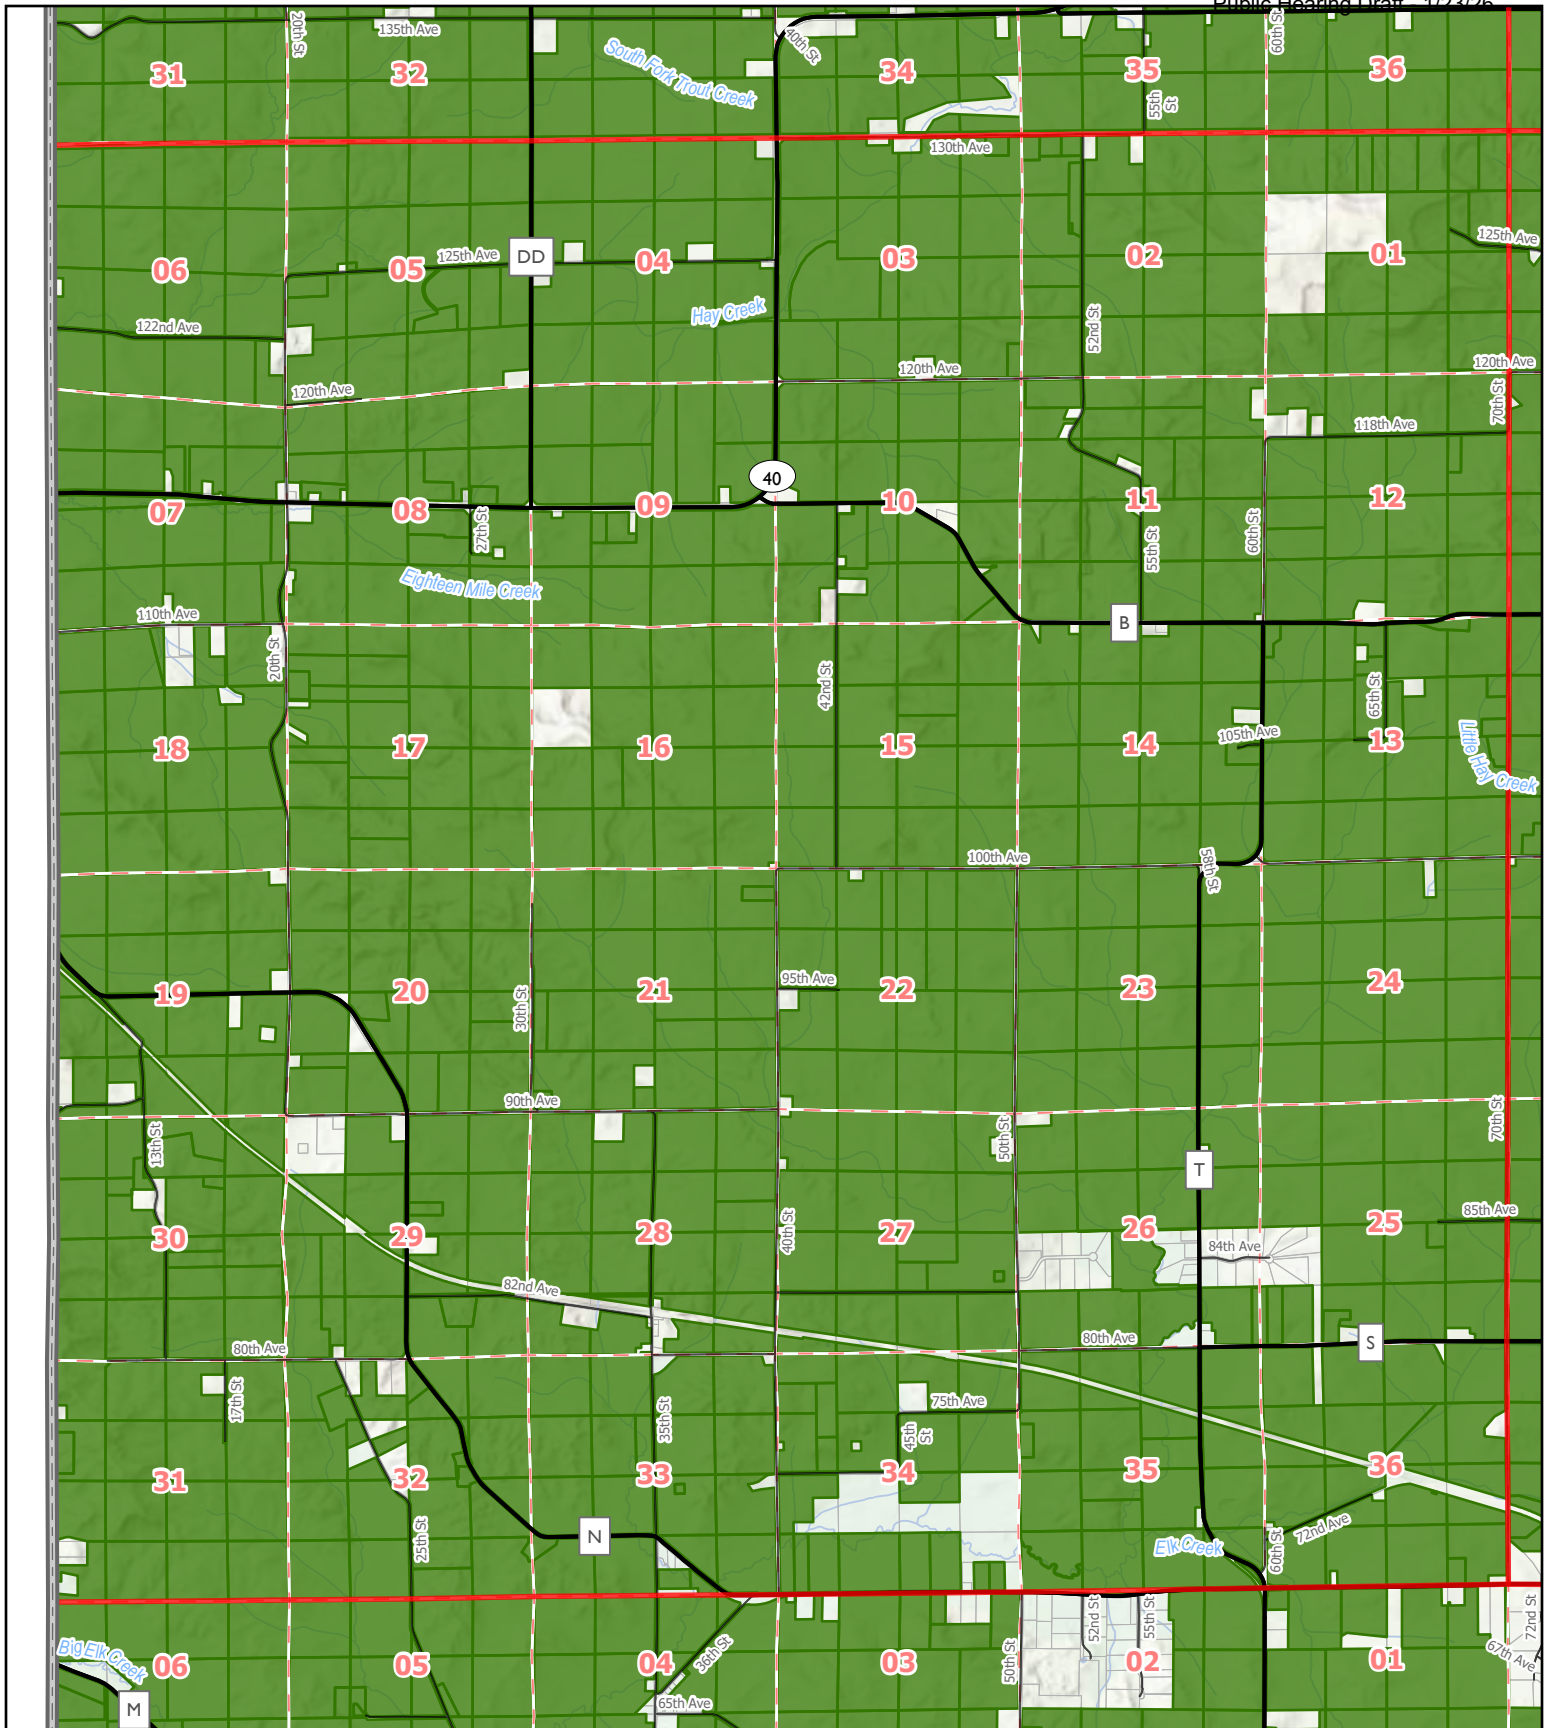 Public Hearing Draft - 1/23/26
20th St
135th Ave
40th St
60th St
31
32
South Fork Trout Creek
34
35
36
55th St
130th Ave
06
05
125th Ave
DD
04
03
02
01
125th Ave
122nd Ave
Hay Creek
52nd St
120th Ave
120th Ave
120th Ave
70th St
118th Ave
40
07
08
27th St
09
10
11
55th St
60th St
12
Eighteen Mile Creek
110th Ave
20th St
B
42nd St
65th St
18
17
16
15
14
105th Ave
13
Little Hay Creek
100th Ave
58th St
19
20
30th St
21
95th Ave
22
23
24
90th Ave
13th St
50th St
70th St
T
30
29
28
40th St
27
26
84th Ave
25
85th Ave
82nd Ave
80th Ave
80th Ave
S
17th St
35th St
75th Ave
45th St
31
32
33
34
35
36
25th St
N
Elk Creek
60th St
72nd Ave
Big Elk Creek
06
05
04
36th St
03
50th St
52nd St
55th St
02
01
67th Ave
72nd St
M
65th Ave